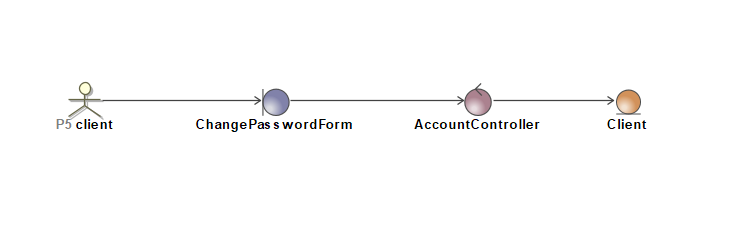 P5 client
ChangePasswordForm
AccountController
Client